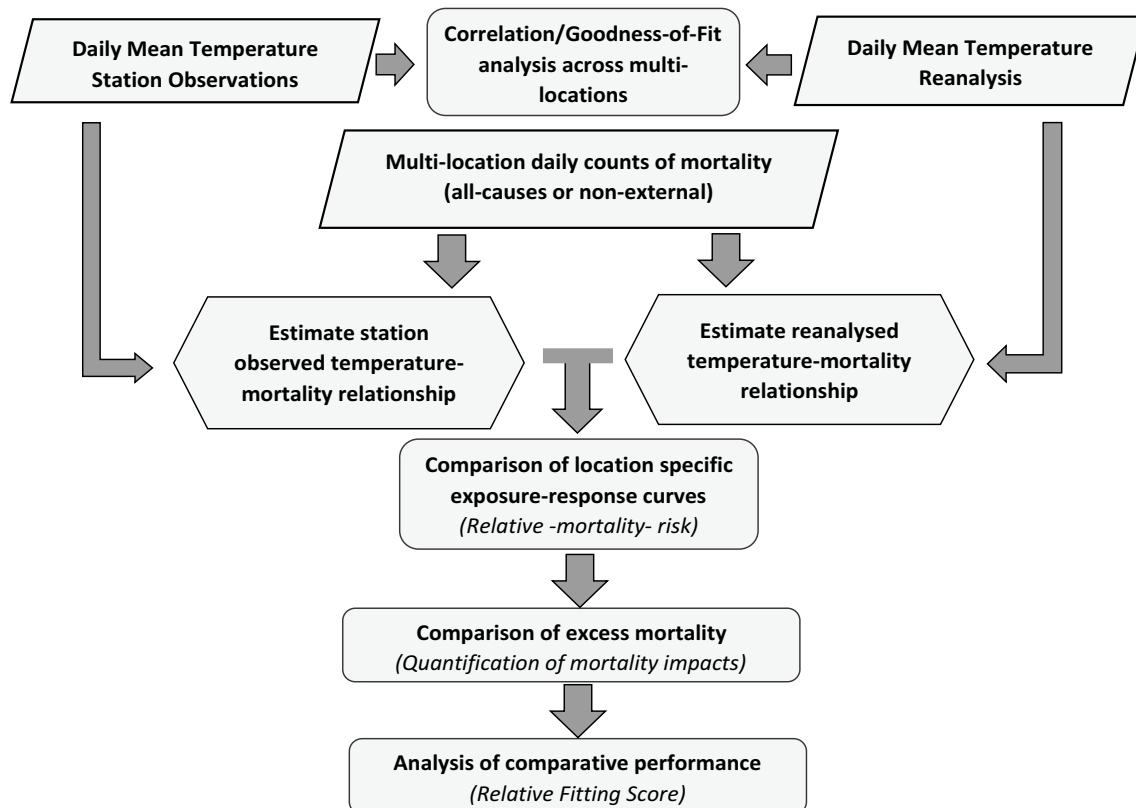 Daily Mean Temperature
Station Observations
Correlation/Goodness-of-Fit
analysis across multi-
locations
Daily Mean Temperature
Reanalysis
Multi-location daily counts of mortality
(all-causes or non-external)
Estimate station
observed temperature-
mortality relationship
Estimate reanalysed
temperature-mortality
relationship
Comparison of location specific
exposure-response curves
(Relative -mortality- risk)
Comparison of excess mortality
(Quantification of mortality impacts)
Analysis of comparative performance
(Relative Fitting Score)